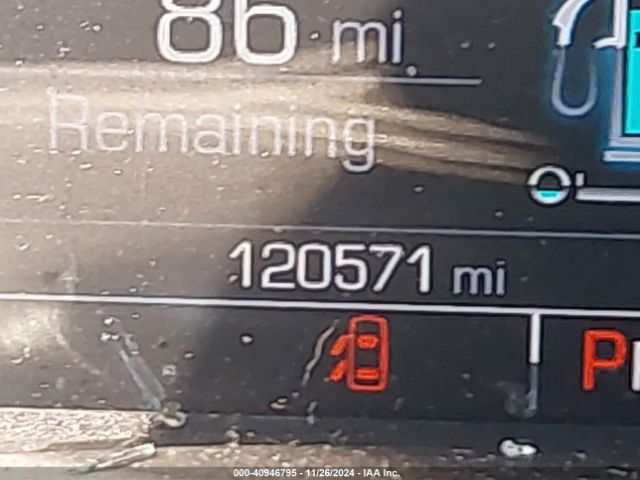 86 mi
Remaining
120571 mi
P
000-40946795 - 11/26/2024 - IAA Inc.